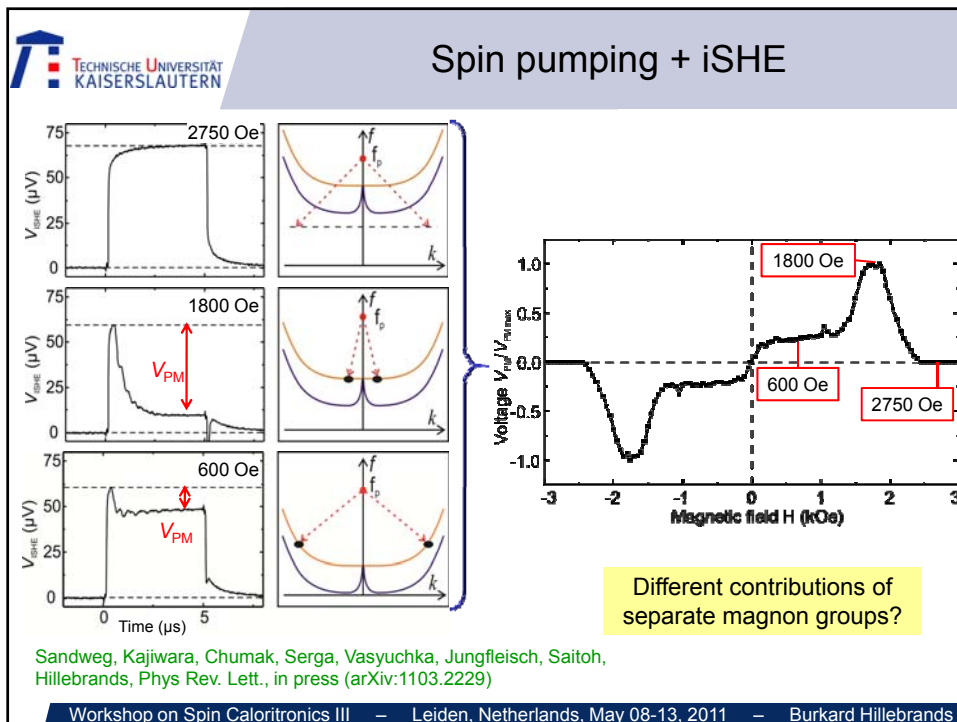 TECHNISCHE UNIVERSITÄT
KAISERSLAUTERN
Spin pumping + iSHE
2750 Oe
75
50
25
0
V_ISHE (µV)
f
f_p
k
1800 Oe
75
50
25
0
V_ISHE (µV)
V_PM
f
f_p
k
600 Oe
75
50
25
0
V_ISHE (µV)
V_PM
0 5
Time (µs)
f
f_p
k
1800 Oe
600 Oe
2750 Oe
1.0
0.5
0.0
-0.5
-1.0
Voltage V_PM/V_PM max
-3 -2 -1 0 1 2 3
Magnetic field H (kOe)
Different contributions of
separate magnon groups?
Sandweg, Kajiwara, Chumak, Serga, Vasyuchka, Jungfleisch, Saitoh,
Hillebrands, Phys Rev. Lett., in press (arXiv:1103.2229)
Workshop on Spin Caloritronics III – Leiden, Netherlands, May 08-13, 2011 – Burkard Hillebrands